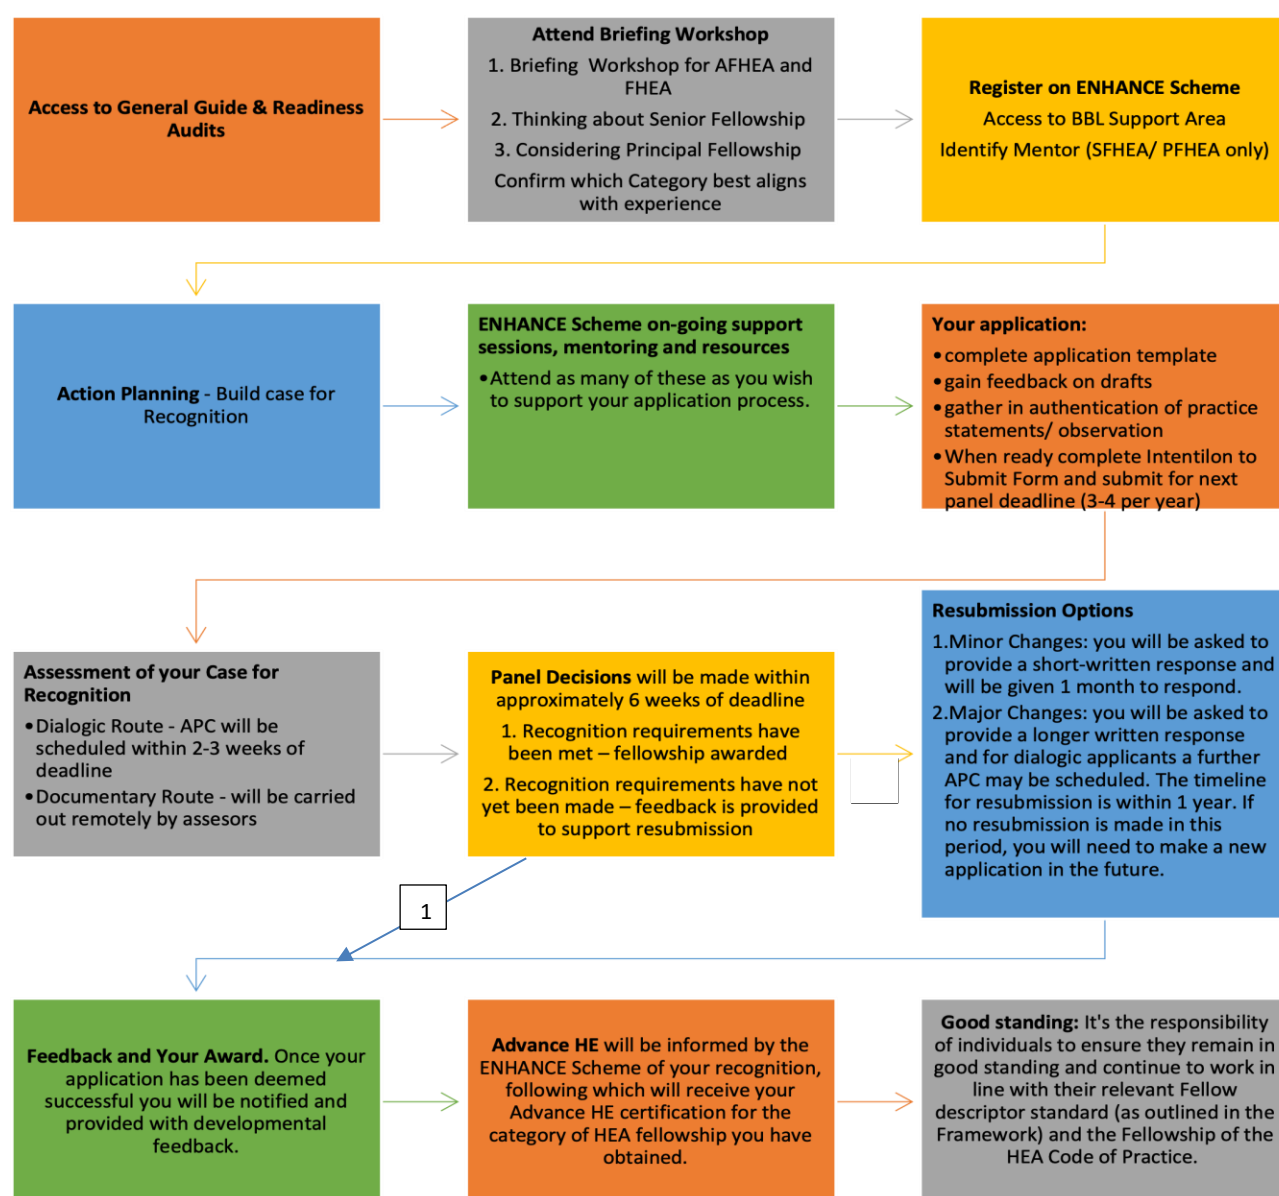 Access to General Guide & Readiness
Audits
Attend Briefing Workshop
1. Briefing Workshop for AFHEA and
FHEA
2. Thinking about Senior Fellowship
3. Considering Principal Fellowship
Confirm which Category best aligns
with experience
Register on ENHANCE Scheme
Access to BBL Support Area
Identify Mentor (SFHEA/ PFHEA only)
Action Planning - Build case for
Recognition
ENHANCE Scheme on-going support
sessions, mentoring and resources
•Attend as many of these as you wish
to support your application process.
Your application:
•complete application template
•gain feedback on drafts
•gather in authentication of practice
statements/ observation
•When ready complete Intentilon to
Submit Form and submit for next
panel deadline (3-4 per year)
Assessment of your Case for
Recognition
•Dialogic Route - APC will be
scheduled within 2-3 weeks of
deadline
•Documentary Route - will be carried
out remotely by assesors
Panel Decisions will be made within
approximately 6 weeks of deadline
1. Recognition requirements have
been met – fellowship awarded
2. Recognition requirements have not
yet been made – feedback is provided
to support resubmission
Resubmission Options
1.Minor Changes: you will be asked to
provide a short-written response and
will be given 1 month to respond.
2.Major Changes: you will be asked to
provide a longer written response
and for dialogic applicants a further
APC may be scheduled. The timeline
for resubmission is within 1 year. If
no resubmission is made in this
period, you will need to make a new
application in the future.
1
Feedback and Your Award. Once your
application has been deemed
successful you will be notified and
provided with developmental
feedback.
Advance HE will be informed by the
ENHANCE Scheme of your recognition,
following which will receive your
Advance HE certification for the
category of HEA fellowship you have
obtained.
Good standing: It's the responsibility
of individuals to ensure they remain in
good standing and continue to work in
line with their relevant Fellow
descriptor standard (as outlined in the
Framework) and the Fellowship of the
HEA Code of Practice.